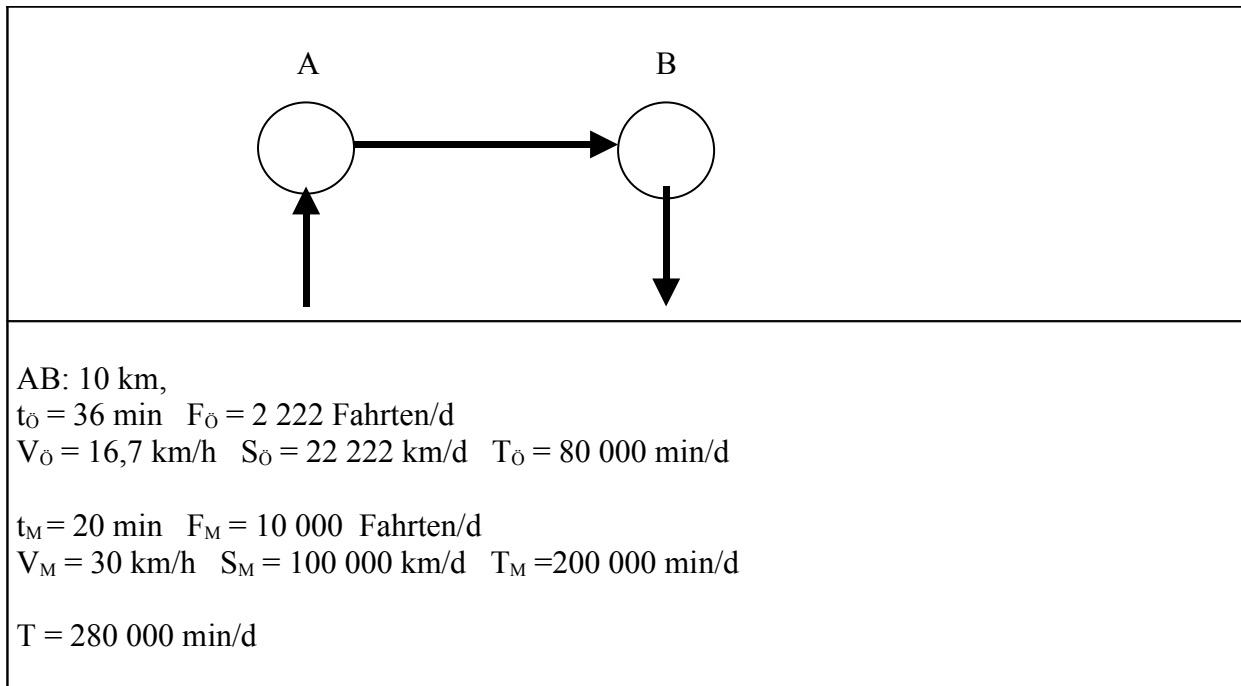 A B
AB: 10 km,
tÖ = 36 min FÖ = 2 222 Fahrten/d
VÖ = 16,7 km/h SÖ = 22 222 km/d TÖ = 80 000 min/d
tM = 20 min FM = 10 000 Fahrten/d
VM = 30 km/h SM = 100 000 km/d TM =200 000 min/d
T = 280 000 min/d